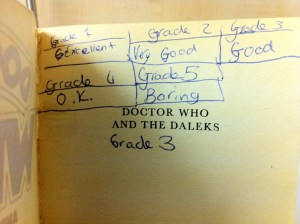 Grade 1 Grade 2 Grade 3
Excellent Very Good Good
Grade 4 Grade 5
O.K. Boring
DOCTOR WHO
AND THE DALEKS
Grade 3